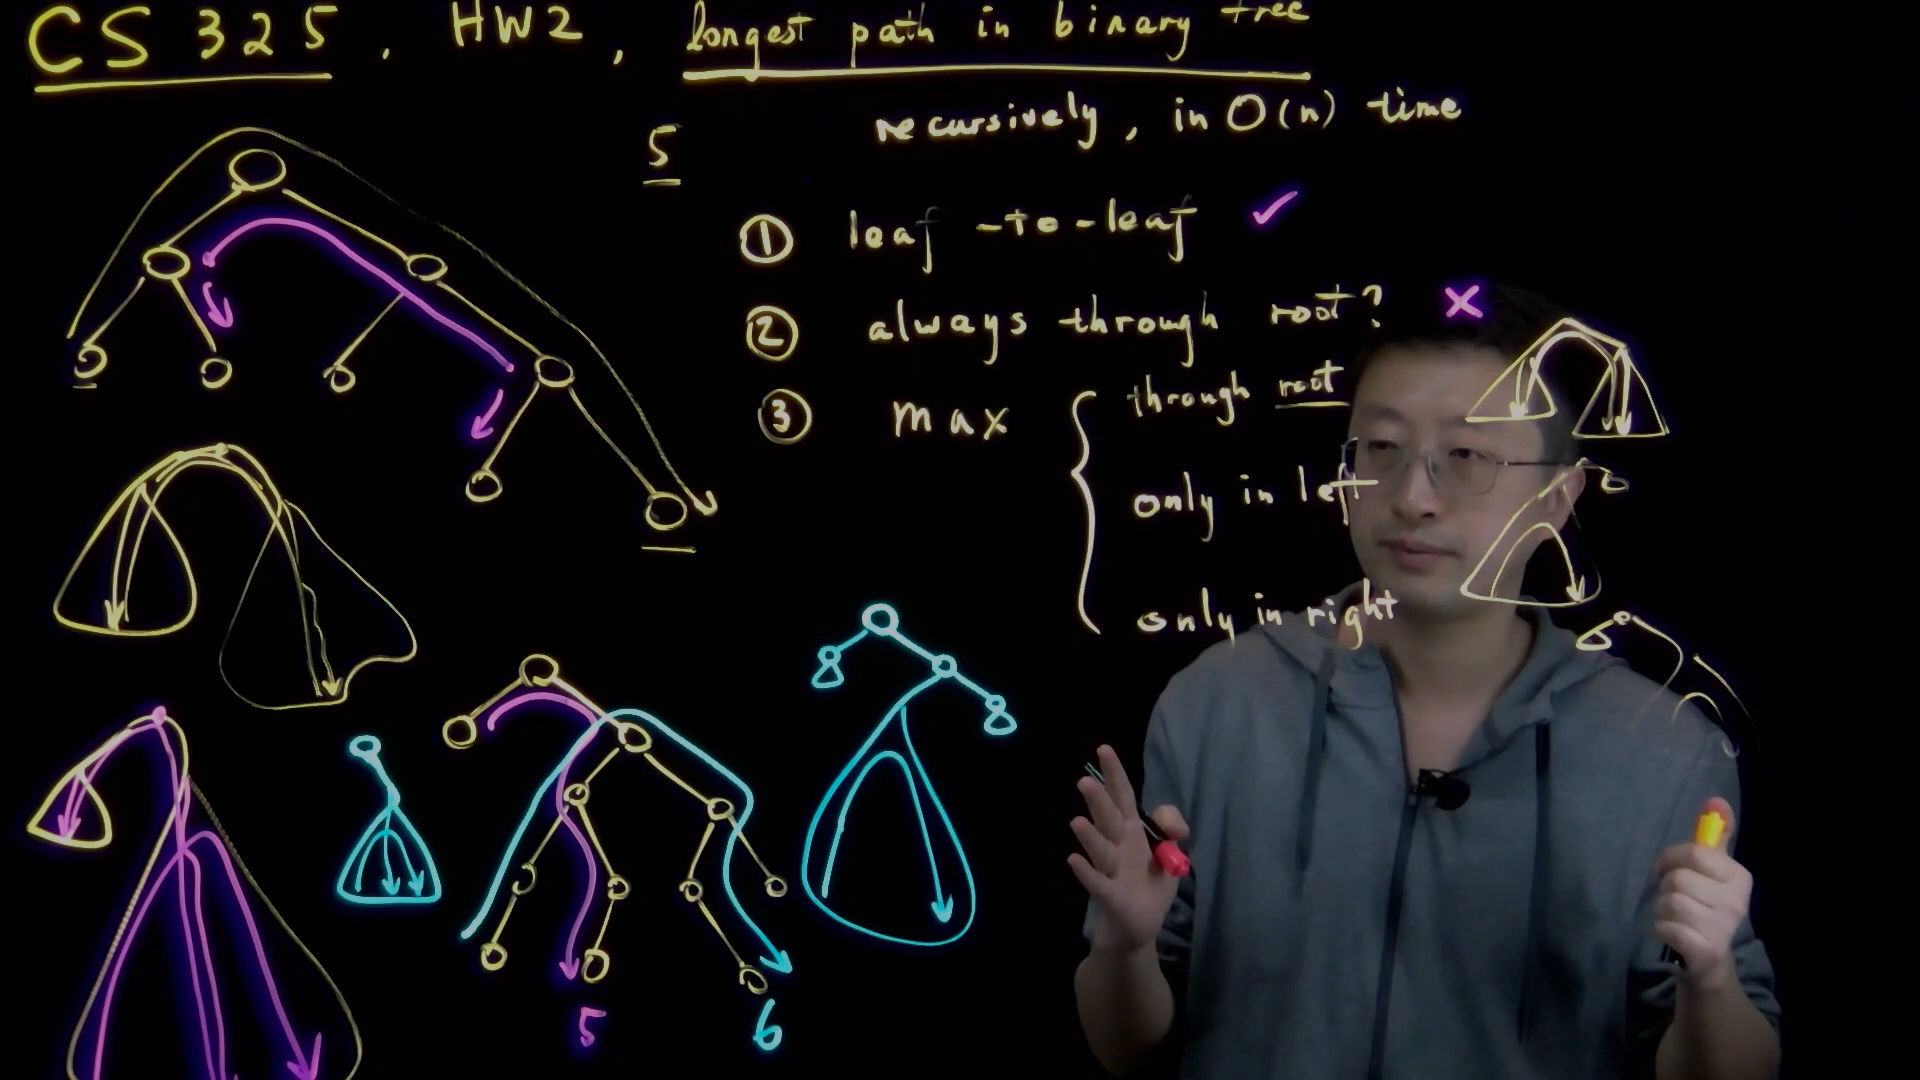 CS 325, HW2, longest path in binary tree
recursively, in O(n) time
5
① leaf-to-leaf ✓
② always through root? ✗
③ max { through root
only in left
only in right
5
6